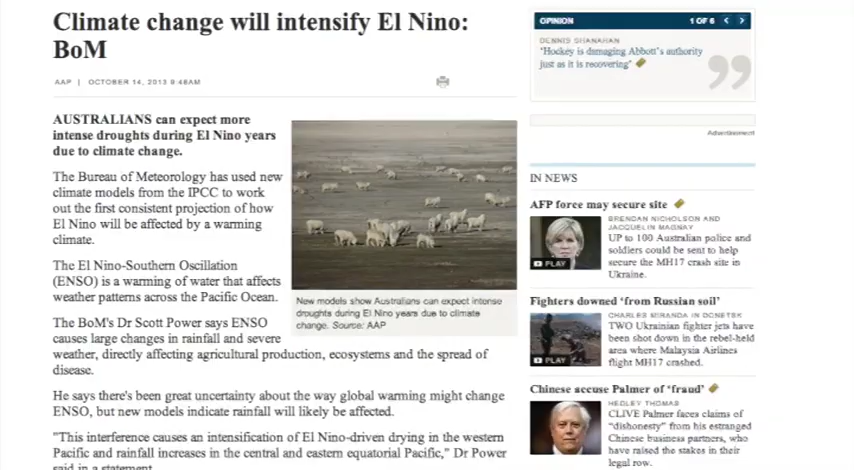 Climate change will intensify El Nino:
BoM
AAP | OCTOBER 14, 2013 9:48AM
AUSTRALIANS can expect more
intense droughts during El Nino years
due to climate change.
The Bureau of Meteorology has used new
climate models from the IPCC to work
out the first consistent projection of how
El Nino will be affected by a warming
climate.
The El Nino-Southern Oscillation
(ENSO) is a warming of water that affects
weather patterns across the Pacific Ocean.
New models show Australians can expect intense
droughts during El Nino years due to climate
change. Source: AAP
The BoM's Dr Scott Power says ENSO
causes large changes in rainfall and severe
weather, directly affecting agricultural production, ecosystems and the spread of
disease.
He says there's been great uncertainty about the way global warming might change
ENSO, but new models indicate rainfall will likely be affected.
"This interference causes an intensification of El Nino-driven drying in the western
Pacific and rainfall increases in the central and eastern equatorial Pacific," Dr Power
said in a statement.
OPINION 1 OF 6
DENNIS SHANAHAN
'Hockey is damaging Abbott's authority
just as it is recovering'
Advertisement
IN NEWS
AFP force may secure site
BRENDAN NICHOLSON AND
JACQUELIN MAGNAY
UP to 100 Australian police and
soldiers could be sent to help
secure the MH17 crash site in
Ukraine.
PLAY
Fighters downed 'from Russian soil'
CHARLES MIRANDA IN DONETSK
TWO Ukrainian fighter jets have
been shot down in the rebel-held
area where Malaysia Airlines
flight MH17 crashed.
PLAY
Chinese accuse Palmer of 'fraud'
HEDLEY THOMAS
CLIVE Palmer faces claims of
"dishonesty" from his estranged
Chinese business partners, who
have raised the stakes in their
legal row.